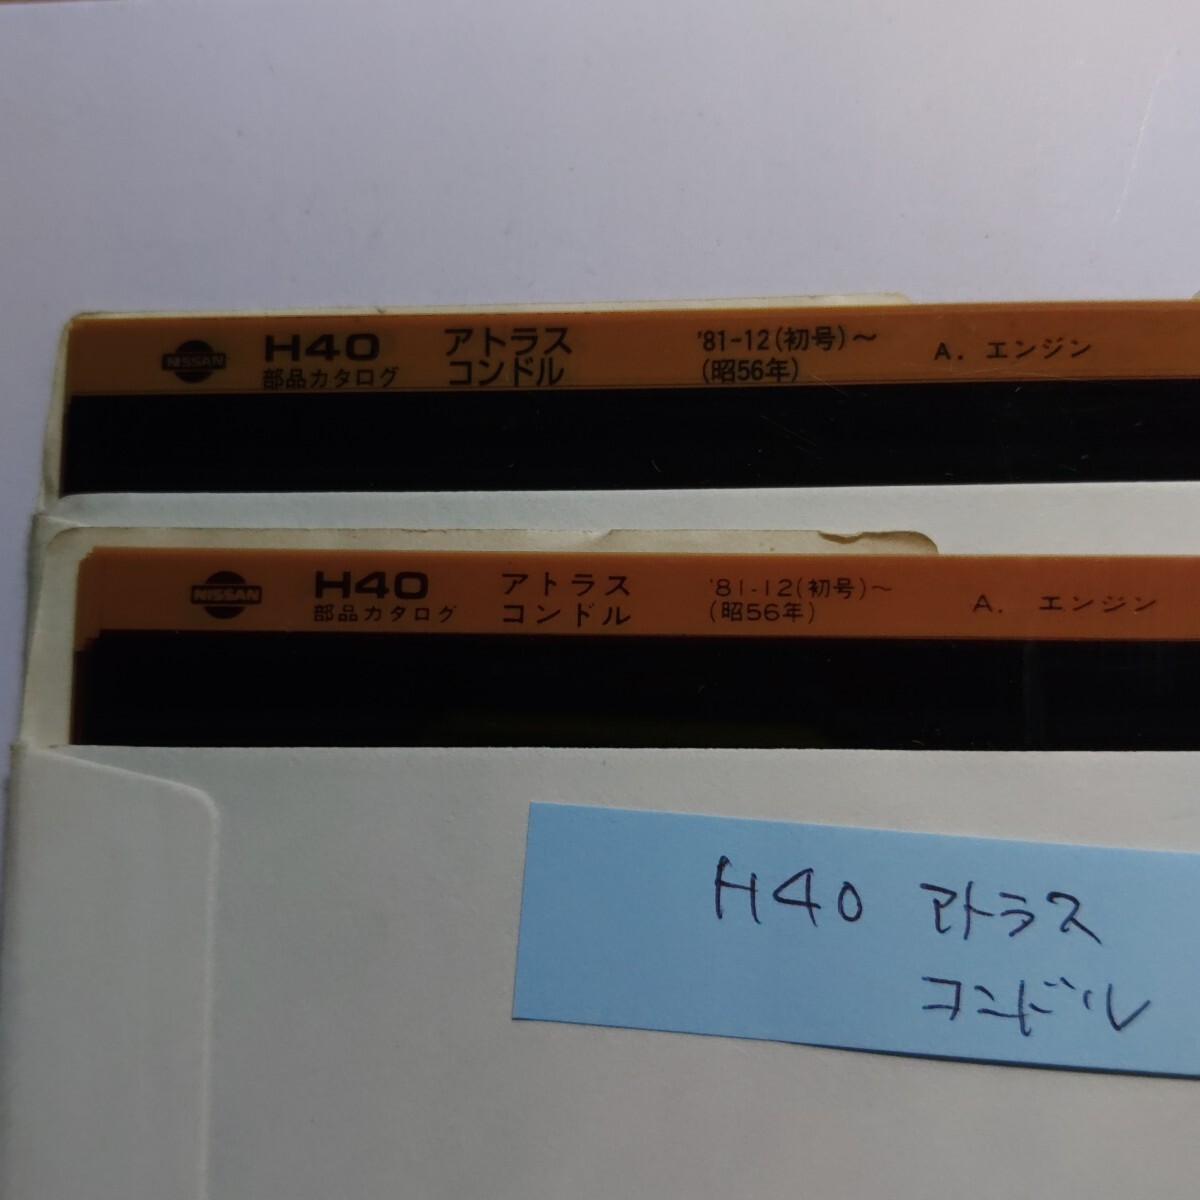 NISSAN H40 アトラス '81-12(初号)～ A. エンジン
部品カタログ コンドル (昭56年)
NISSAN H40 アトラス '81-12(初号)～ A. エンジン
部品カタログ コンドル (昭56年)
H40 アトラス
コンドル